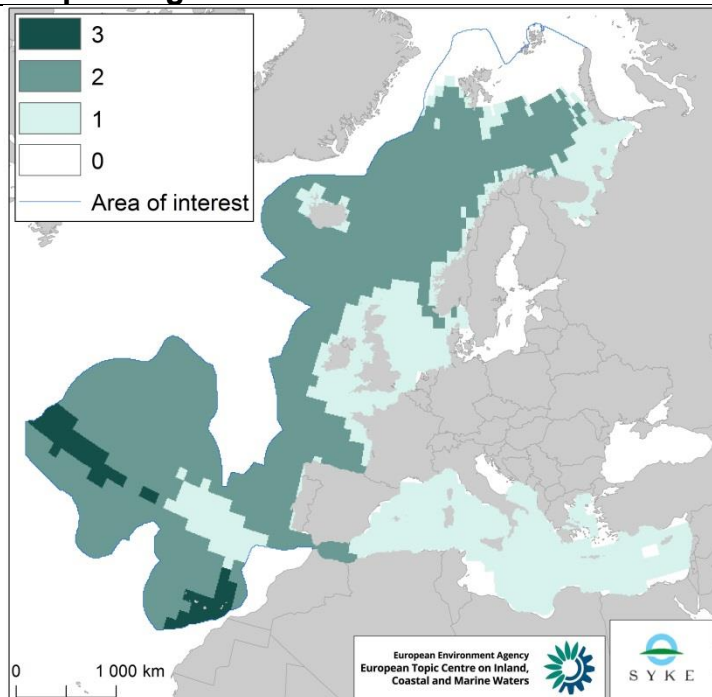 3
2
1
0
Area of interest
0 1 000 km
European Environment Agency
European Topic Centre on Inland,
Coastal and Marine Waters
SYKE